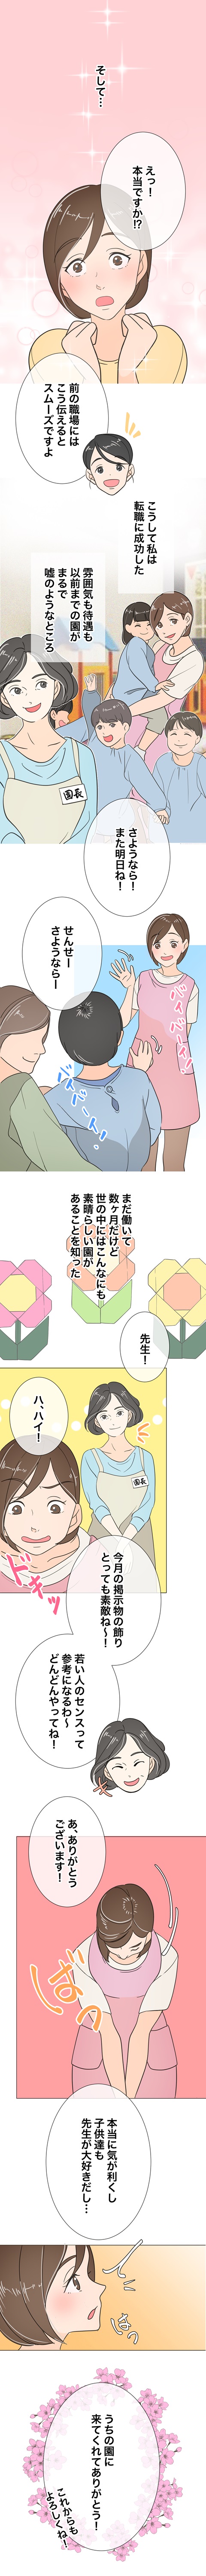 そして…
えっ！
本当ですか!?
前の職場には
こう伝えると
スムーズですよ
こうして私は
転職に成功した
雰囲気も待遇も
以前までの園が
まるで
嘘のようなところ
園長
さようなら！
また明日ね！
せんせー
さようならー
バイバーイ！
バイバーイ！
まだ働いて
数ヶ月だけど
世の中にはこんなにも
素晴らしい園が
あることを知った
先生！
園長
ハ、ハイ！
ドキッ
今月の掲示物の飾り
とっても素敵ね〜！
若い人のセンスって
参考になるわ〜
どんどんやってね！
あ、ありがとう
ございます！
ばっ
本当に気が利くし
子供達も
先生が大好きだし…
て
はっ
うちの園に
来てくれてありがとう！
これからも
よろしくね！